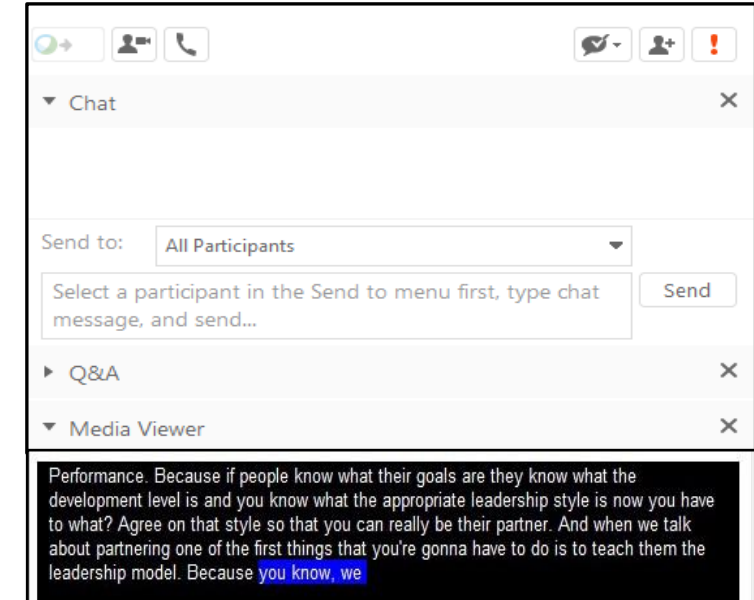 Chat
Send to:
All Participants
Select a participant in the Send to menu first, type chat
message, and send...
Send
Q&A
Media Viewer
Performance. Because if people know what their goals are they know what the
development level is and you know what the appropriate leadership style is now you have
to what? Agree on that style so that you can really be their partner. And when we talk
about partnering one of the first things that you're gonna have to do is to teach them the
leadership model. Because you know, we